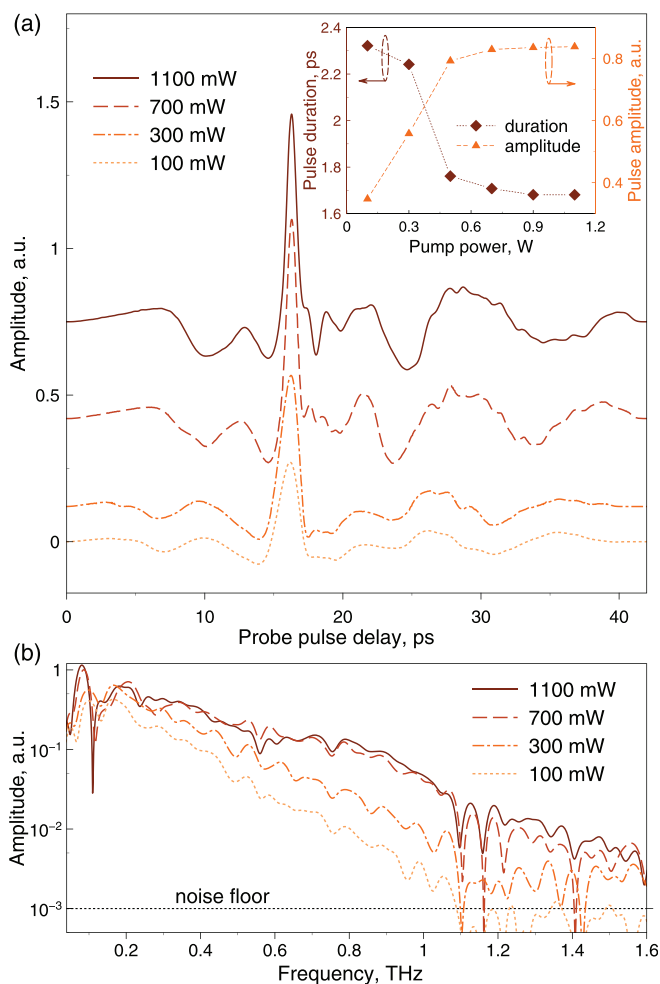 (a)
Amplitude, a.u.
1.5
1
0.5
0
1100 mW
700 mW
300 mW
100 mW
Pulse duration, ps
2.4
2.2
2
1.8
1.6
0
0.3
0.6
0.9
1.2
Pump power, W
duration
amplitude
0.8
0.6
0.4
Pulse amplitude, a.u.
0
10
20
30
40
Probe pulse delay, ps
(b)
Amplitude, a.u.
1
10⁻¹
10⁻²
10⁻³
1100 mW
700 mW
300 mW
100 mW
noise floor
0.2
0.4
0.6
0.8
1
1.2
1.4
1.6
Frequency, THz